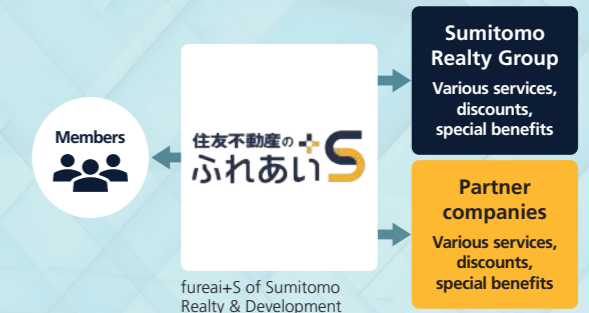 Members
住友不動産の
ふれあい+S
fureai+S of Sumitomo
Realty & Development
Sumitomo
Realty Group
Various services,
discounts,
special benefits
Partner
companies
Various services,
discounts,
special benefits